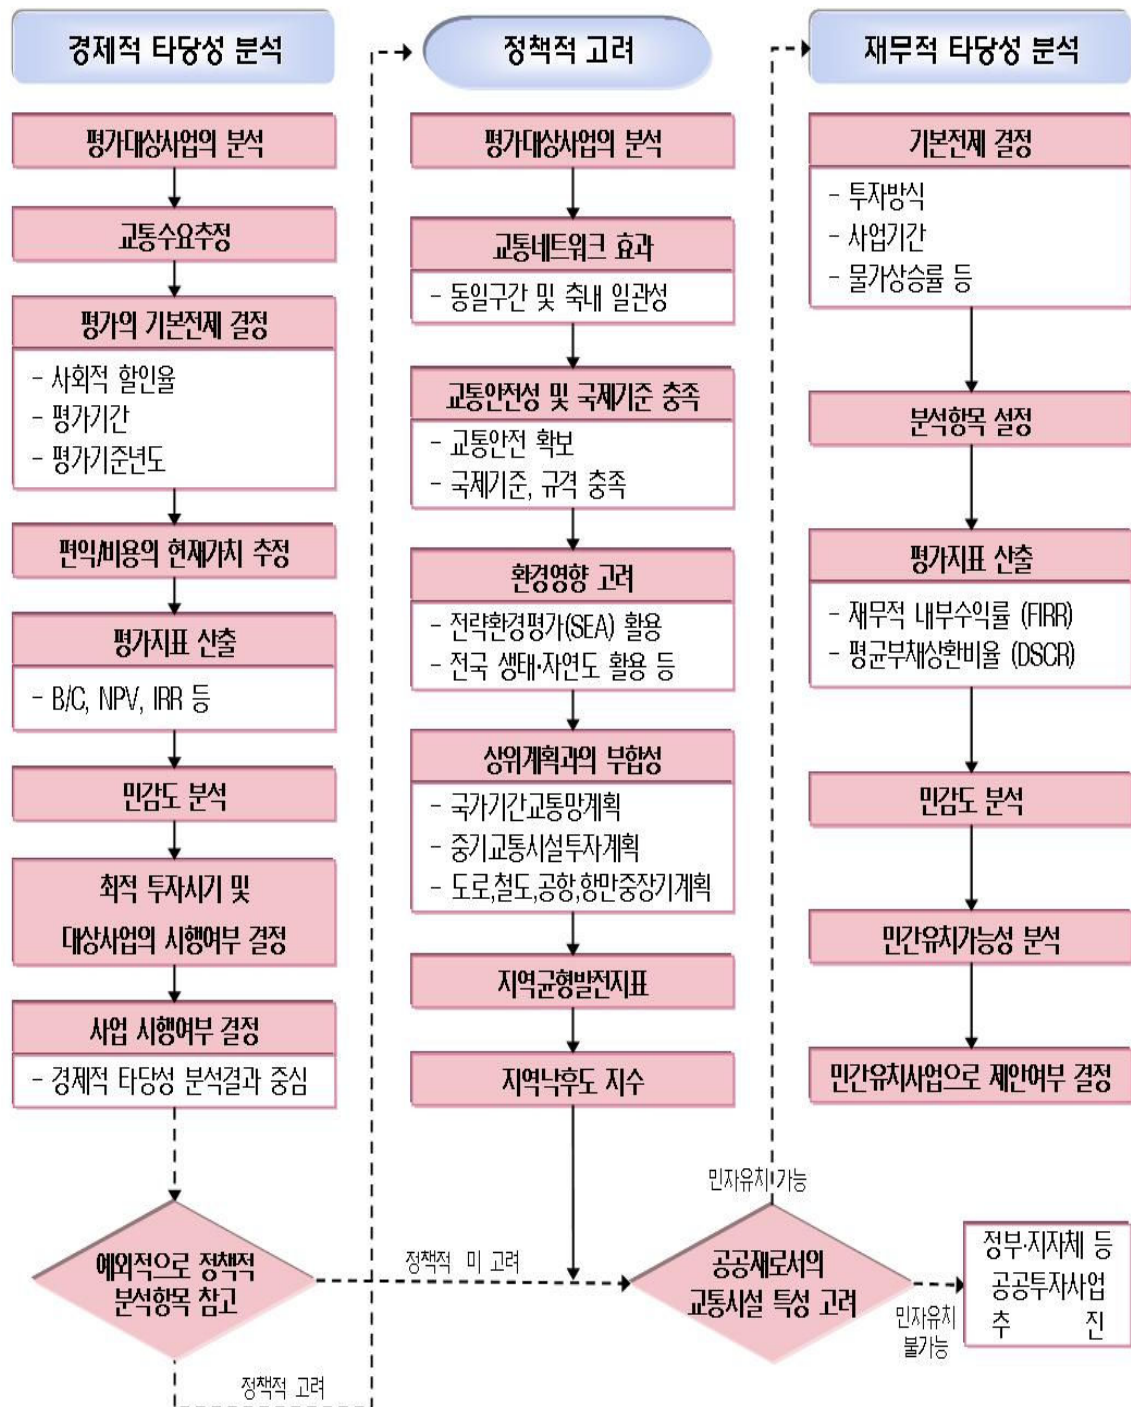 경제적 타당성 분석
평가대상사업의 분석
교통수요추정
평가의 기본전제 결정
- 사회적 할인율
- 평가기간
- 평가기준년도
편익/비용의 현재가치 추정
평가지표 산출
- B/C, NPV, IRR 등
민감도 분석
최적 투자시기 및
대상사업의 시행여부 결정
사업 시행여부 결정
- 경제적 타당성 분석결과 중심
예외적으로 정책적
분석항목 참고
정책적 미 고려
정책적 고려
정책적 고려
평가대상사업의 분석
교통네트워크 효과
- 동일구간 및 축내 일관성
교통안전성 및 국제기준 충족
- 교통안전 확보
- 국제기준, 규격 충족
환경영향 고려
- 전략환경평가(SEA) 활용
- 전국 생태·자연도 활용 등
상위계획과의 부합성
- 국가기간교통망계획
- 중기교통시설투자계획
- 도로,철도,공항,항만중장기계획
지역균형발전지표
지역낙후도 지수
공공재로서의
교통시설 특성 고려
민자유치 가능
민자유치
불가능
정부·지자체 등
공공투자사업
추 진
재무적 타당성 분석
기본전제 결정
- 투자방식
- 사업기간
- 물가상승률 등
분석항목 설정
평가지표 산출
- 재무적 내부수익률 (FIRR)
- 평균부채상환비율 (DSCR)
민감도 분석
민간유치가능성 분석
민간유치사업으로 제안여부 결정